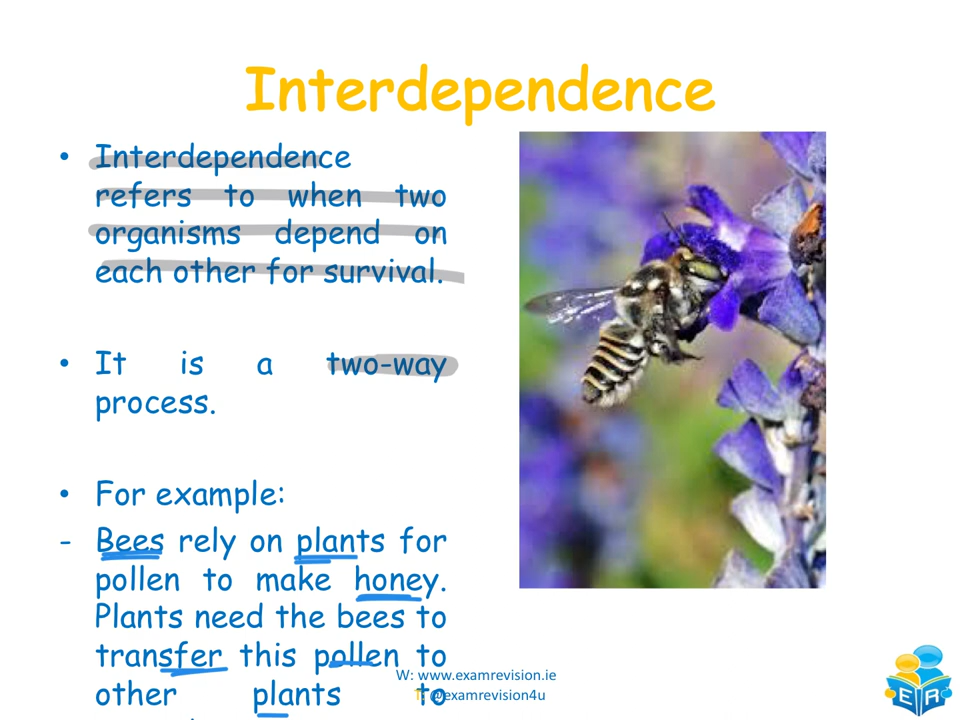 Interdependence
• Interdependence
refers to when two
organisms depend on
each other for survival.
• It is a two-way
process.
• For example:
- Bees rely on plants for
pollen to make honey.
Plants need the bees to
transfer this pollen to
other plants to
W: www.examrevision.ie
T: @examrevision4u
E R